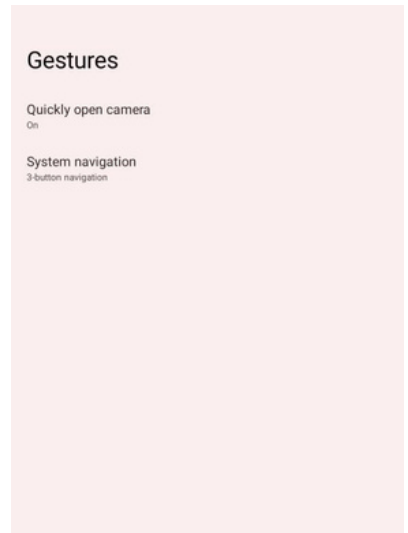 Gestures
Quickly open camera
On
System navigation
3-button navigation